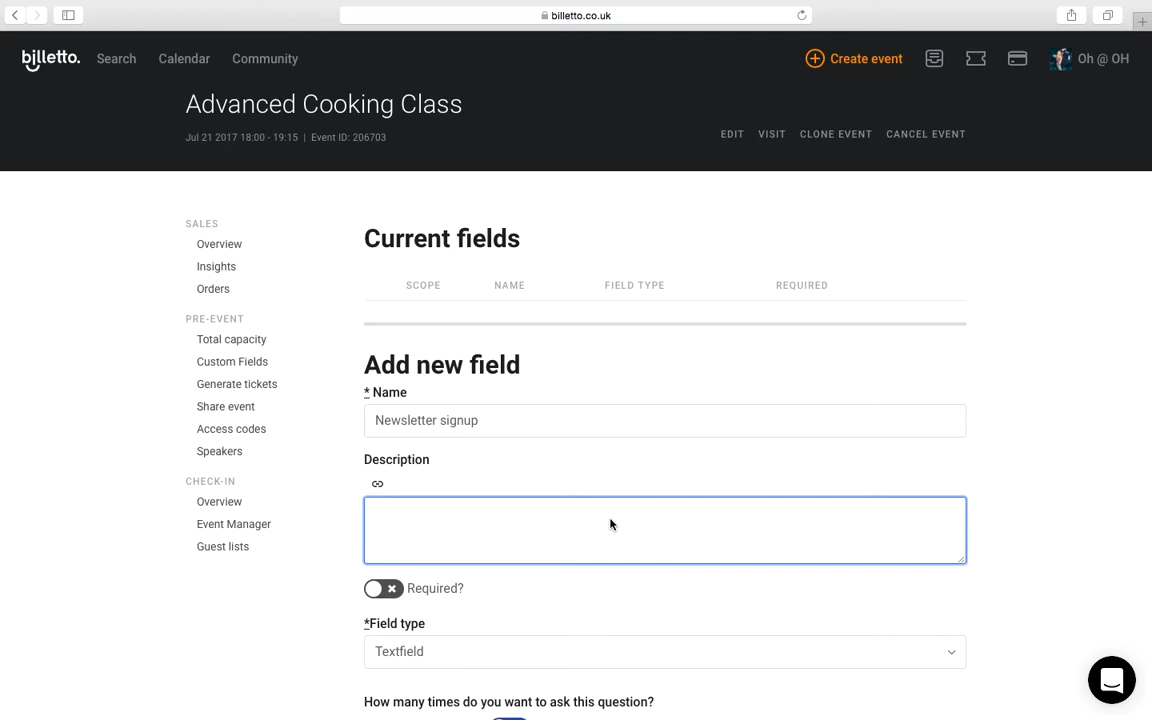 billetto.co.uk
billetto.
Search
Calendar
Community
Create event
Oh @ OH
Advanced Cooking Class
Jul 21 2017 18:00 - 19:15 | Event ID: 206703
EDIT
VISIT
CLONE EVENT
CANCEL EVENT
SALES
Overview
Insights
Orders
PRE-EVENT
Total capacity
Custom Fields
Generate tickets
Share event
Access codes
Speakers
CHECK-IN
Overview
Event Manager
Guest lists
Current fields
SCOPE
NAME
FIELD TYPE
REQUIRED
Add new field
* Name
Newsletter signup
Description
Required?
*Field type
Textfield
How many times do you want to ask this question?